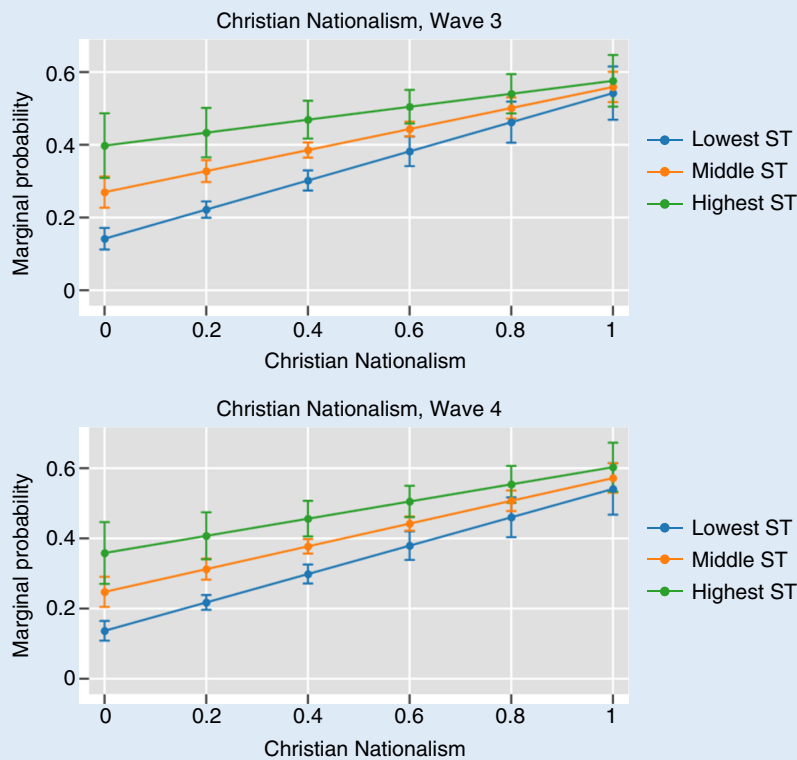 Christian Nationalism, Wave 3
Marginal probability
0.6
0.4
0.2
0
0 0.2 0.4 0.6 0.8 1
Christian Nationalism
Lowest ST
Middle ST
Highest ST
Christian Nationalism, Wave 4
Marginal probability
0.6
0.4
0.2
0
0 0.2 0.4 0.6 0.8 1
Christian Nationalism
Lowest ST
Middle ST
Highest ST